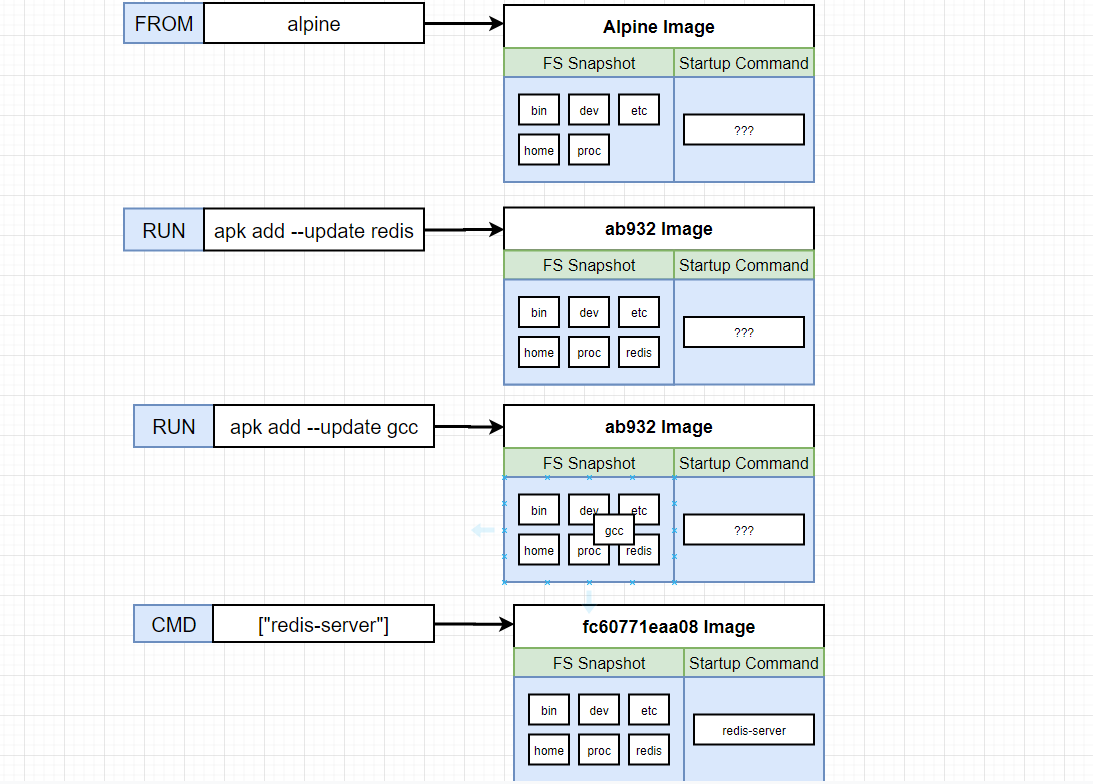 FROM alpine
Alpine Image
FS Snapshot Startup Command
bin dev etc
???
home proc
RUN apk add --update redis
ab932 Image
FS Snapshot Startup Command
bin dev etc
???
home proc redis
RUN apk add --update gcc
ab932 Image
FS Snapshot Startup Command
bin dev etc
gcc ???
home proc redis
CMD ["redis-server"]
fc60771eaa08 Image
FS Snapshot Startup Command
bin dev etc
redis-server
home proc redis